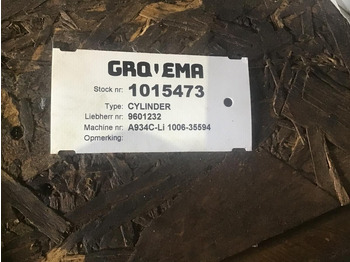 GROVEMA
Stock nr: 1015473
Type: CYLINDER
Liebherr nr: 9601232
Machine nr: A934C-Li 1006-35594
Opmerking: